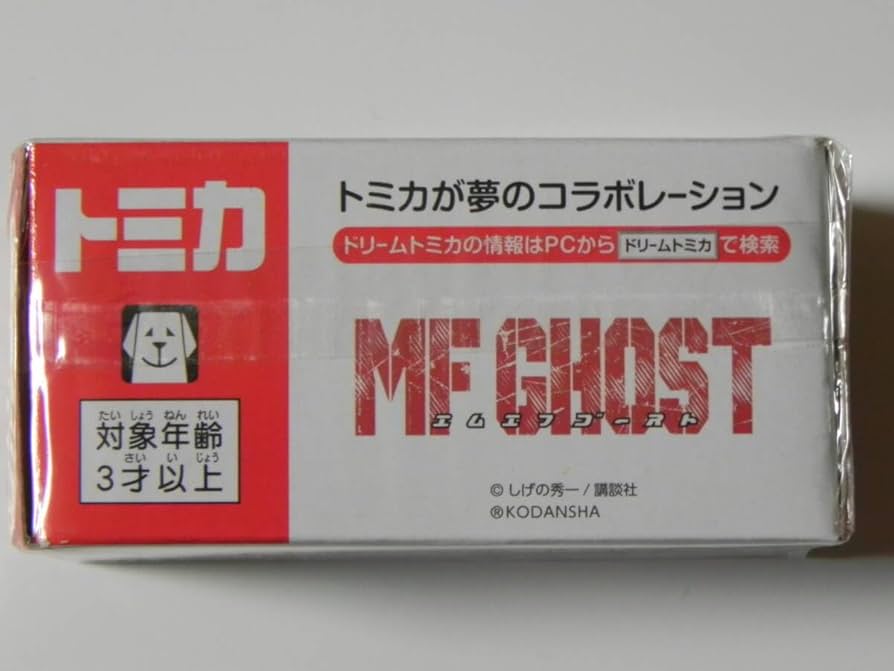 トミカ
たいしょうねんれい
対象年齢
さいいじょう
3才以上
トミカが夢のコラボレーション
ドリームトミカの情報はPCから ドリームトミカ で検索
MF GHOST
エムエフゴースト
© しげの秀一 / 講談社
®KODANSHA